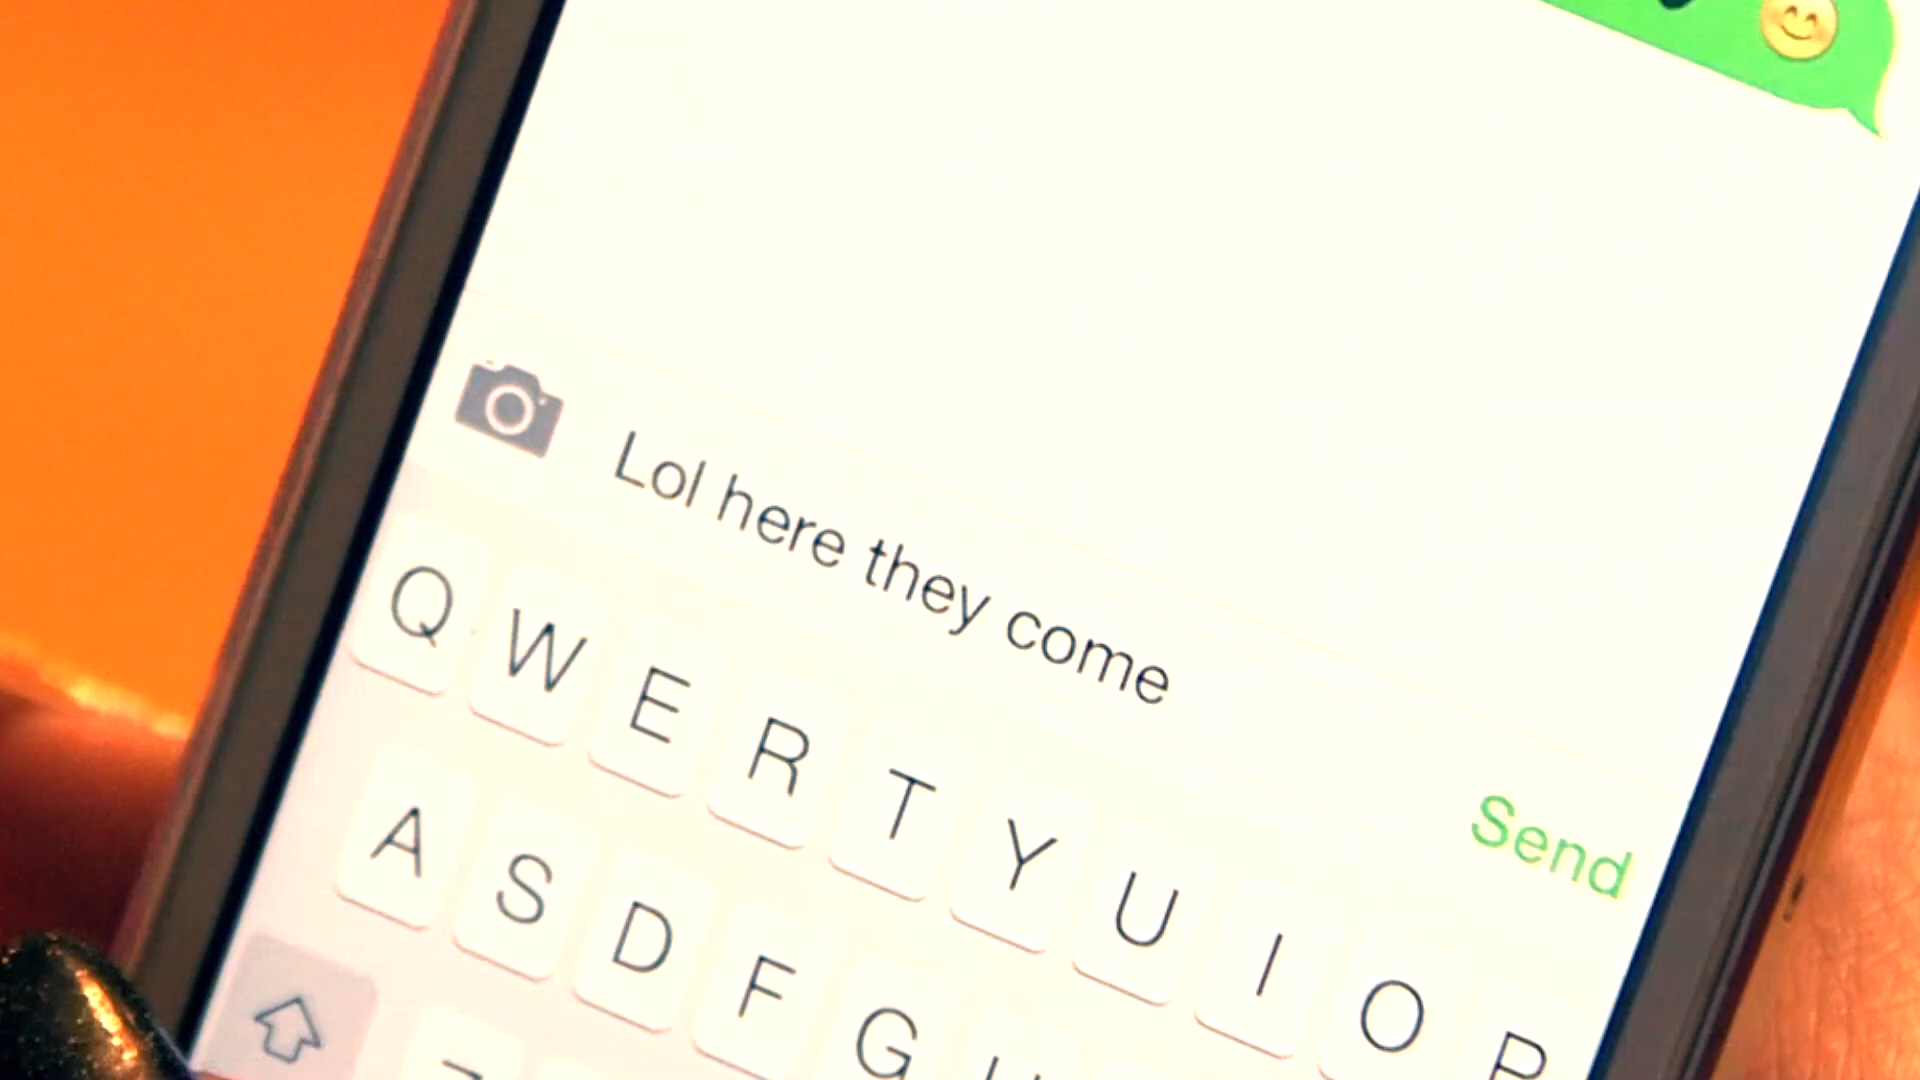 Lol here they come
Send
Q W E R T Y U I O P
A S D F G